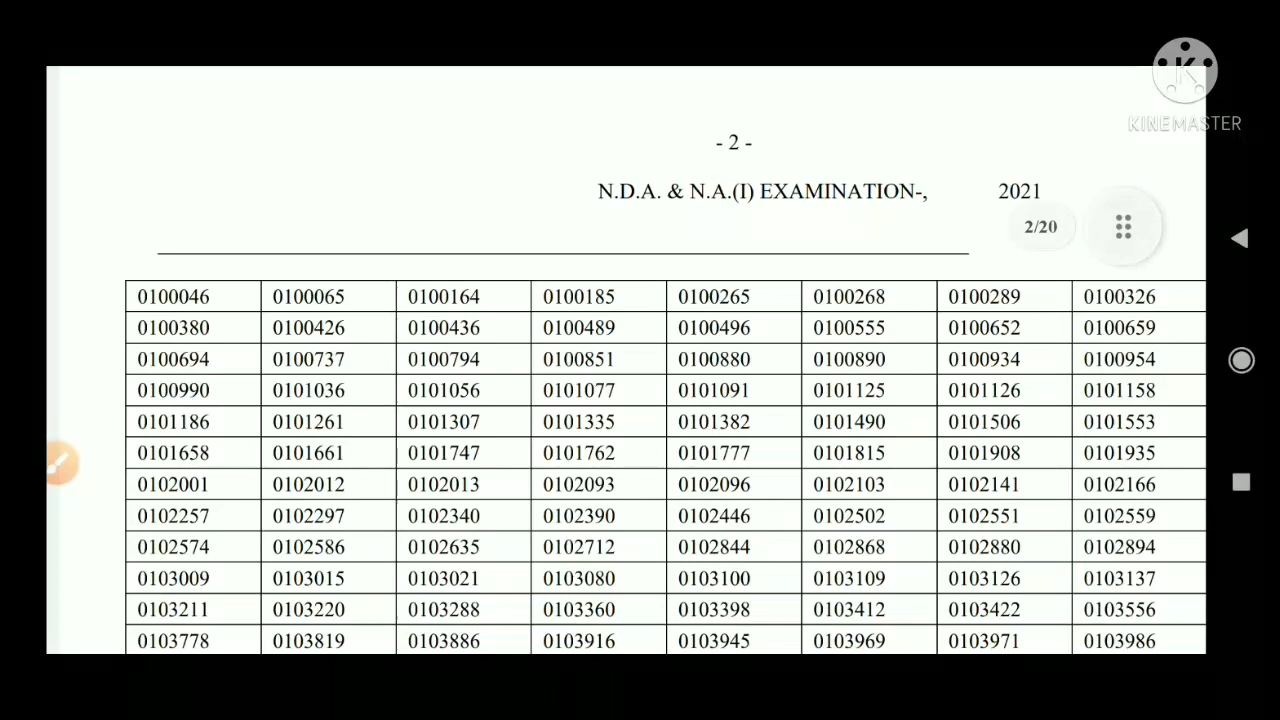 K
KINEMASTER
- 2 -
N.D.A. & N.A.(I) EXAMINATION-, 2021
2/20
0100046 0100065 0100164 0100185 0100265 0100268 0100289 0100326
0100380 0100426 0100436 0100489 0100496 0100555 0100652 0100659
0100694 0100737 0100794 0100851 0100880 0100890 0100934 0100954
0100990 0101036 0101056 0101077 0101091 0101125 0101126 0101158
0101186 0101261 0101307 0101335 0101382 0101490 0101506 0101553
0101658 0101661 0101747 0101762 0101777 0101815 0101908 0101935
0102001 0102012 0102013 0102093 0102096 0102103 0102141 0102166
0102257 0102297 0102340 0102390 0102446 0102502 0102551 0102559
0102574 0102586 0102635 0102712 0102844 0102868 0102880 0102894
0103009 0103015 0103021 0103080 0103100 0103109 0103126 0103137
0103211 0103220 0103288 0103360 0103398 0103412 0103422 0103556
0103778 0103819 0103886 0103916 0103945 0103969 0103971 0103986